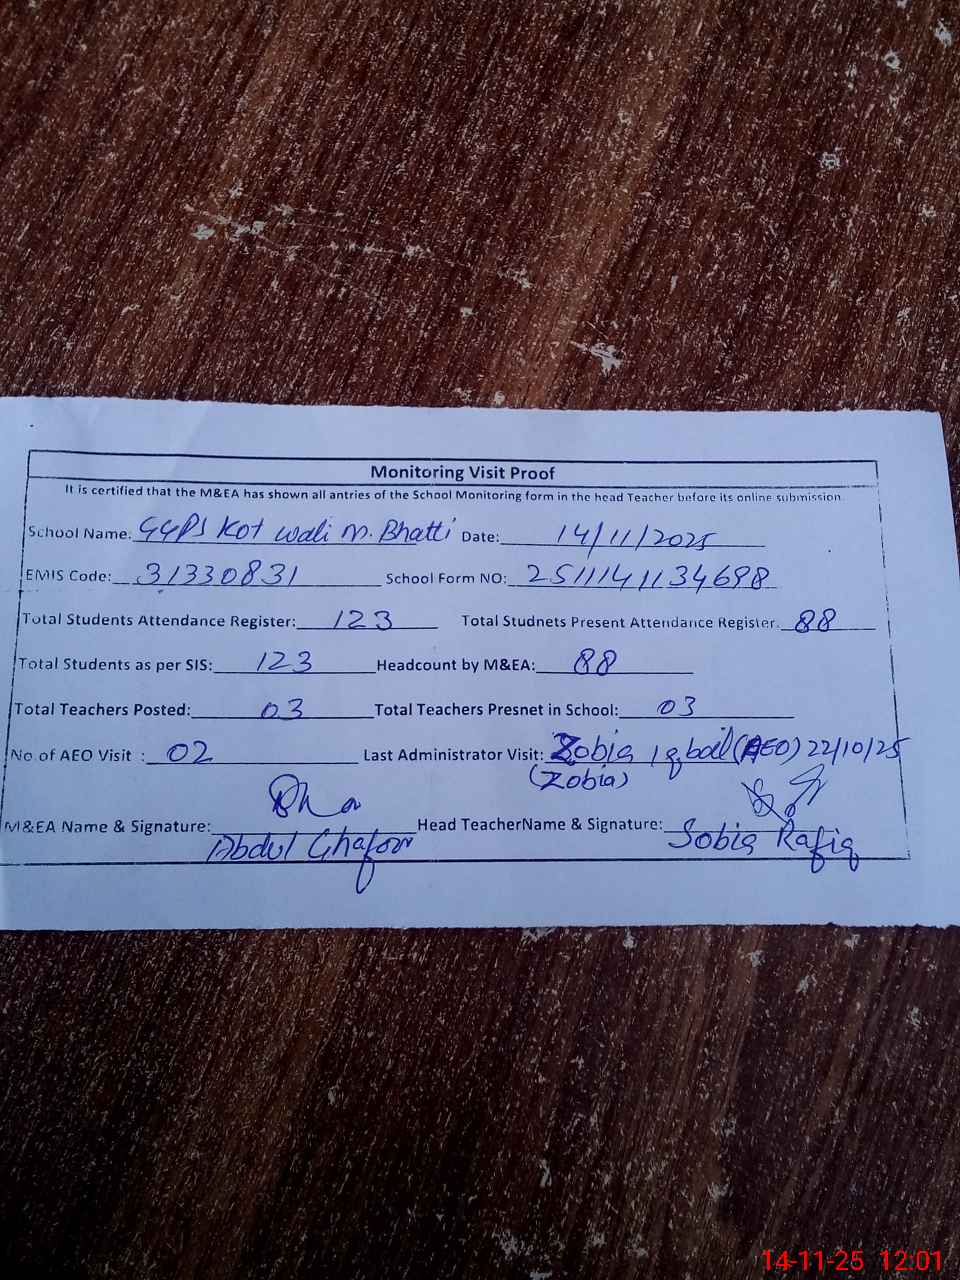 Monitoring Visit Proof
It is certified that the M&EA has shown all antries of the School Monitoring form in the head Teacher before its online submission.
School Name: GGPS Kot Wali M. Bhatti Date: 14/11/2025
EMIS Code: 31330831 School Form NO: 2511141134698
Total Students Attendance Register: 123 Total Studnets Present Attendance Register. 88
Total Students as per SIS: 123 Headcount by M&EA: 88
Total Teachers Posted: 03 Total Teachers Presnet in School: 03
No of AEO Visit : 02 Last Administrator Visit: Zobia Iqbal (AEO) 22/10/25
(Zobia)
M&EA Name & Signature: Head TeacherName & Signature:
Abdul Ghafoor Sobia Rafiq
14-11-25 12:01